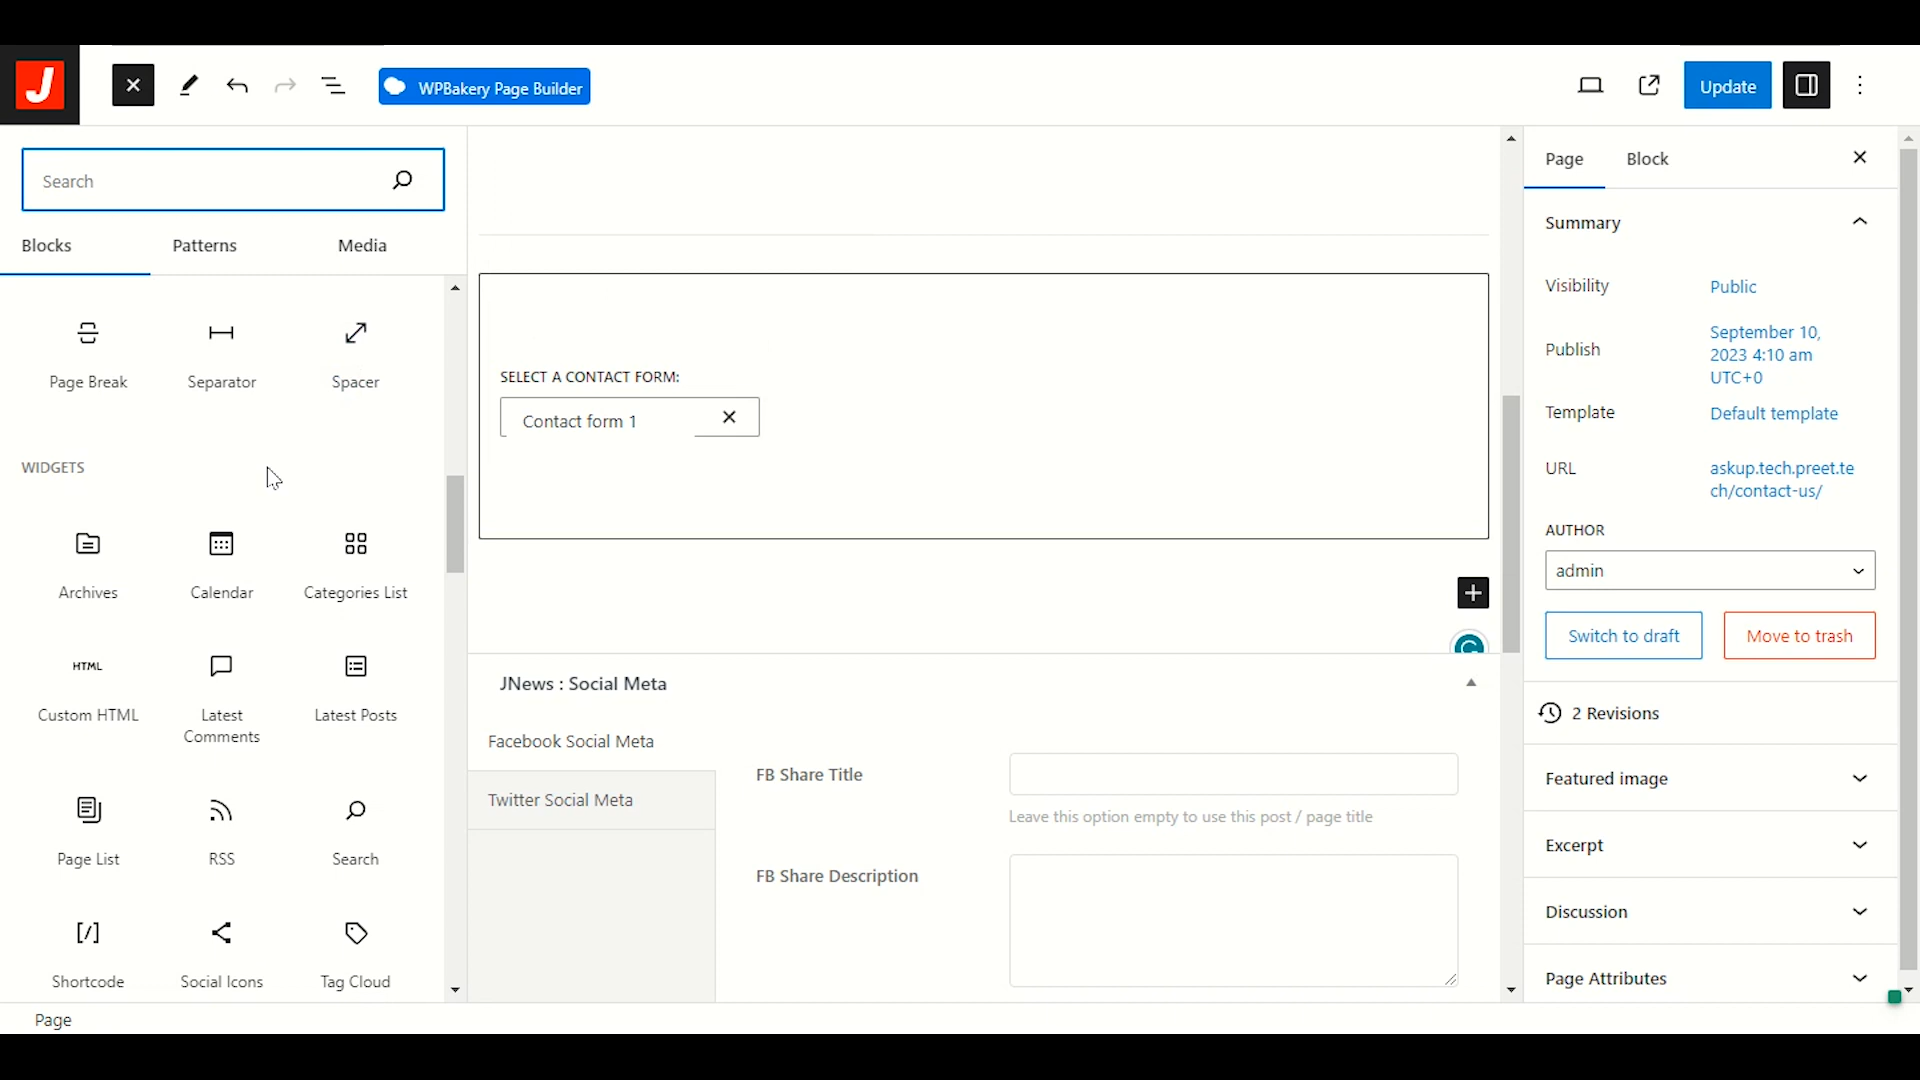 J
WPBakery Page Builder
Update
Search
Blocks
Patterns
Media
Page Break
Separator
Spacer
WIDGETS
Archives
Calendar
Categories List
HTML
Custom HTML
Latest
Comments
Latest Posts
Page List
RSS
Search
[/]
Shortcode
Social Icons
Tag Cloud
SELECT A CONTACT FORM:
Contact form 1
JNews : Social Meta
Facebook Social Meta
Twitter Social Meta
FB Share Title
Leave this option empty to use this post / page title
FB Share Description
Page
Block
Summary
Visibility
Public
Publish
September 10,
2023 4:10 am
UTC+0
Template
Default template
URL
askup.tech.preet.te
ch/contact-us/
AUTHOR
admin
Switch to draft
Move to trash
2 Revisions
Featured image
Excerpt
Discussion
Page Attributes
Page